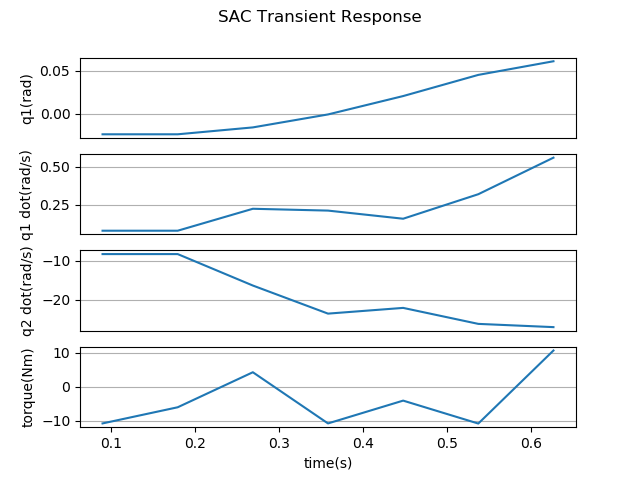 SAC Transient Response
0.05
0.00
q1(rad)
0.50
0.25
q1 dot(rad/s)
−10
−20
q2 dot(rad/s)
10
0
−10
torque(Nm)
0.1 0.2 0.3 0.4 0.5 0.6
time(s)